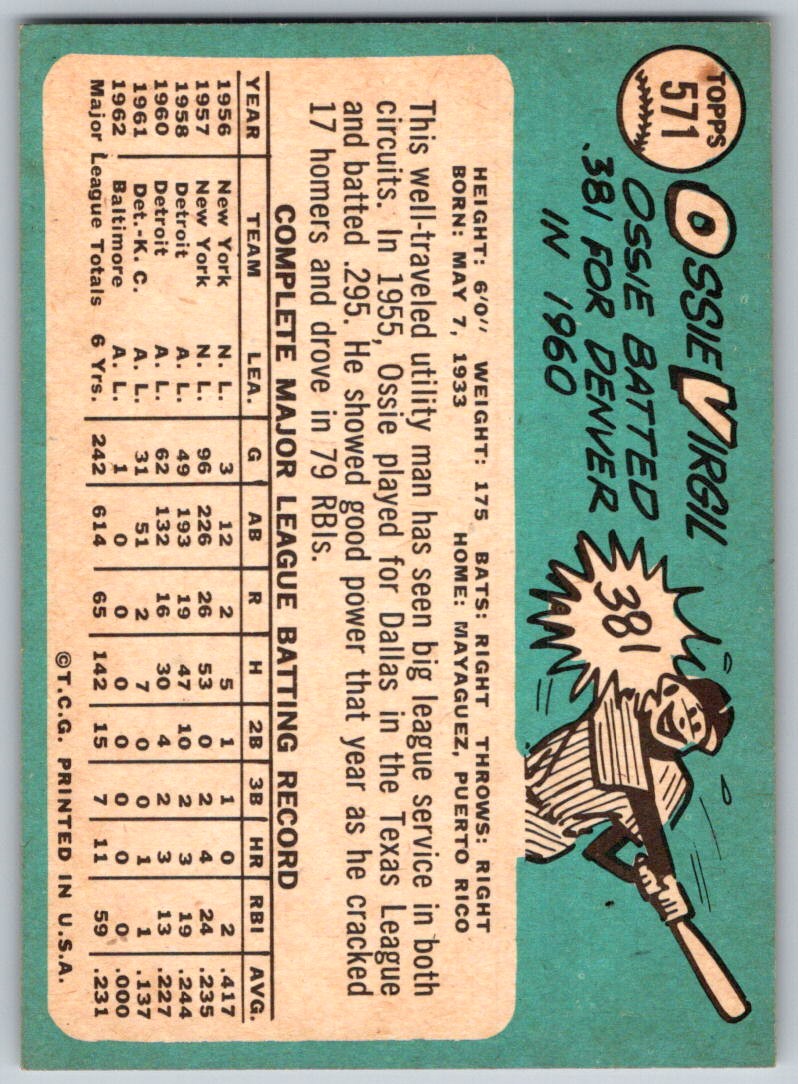 TOPPS
571
OSSIE VIRGIL
OSSIE BATTED
.381 FOR DENVER
IN 1960
381
HEIGHT: 6'0" WEIGHT: 175 BATS: RIGHT THROWS: RIGHT
BORN: MAY 7, 1933 HOME: MAYAGUEZ, PUERTO RICO
This well-traveled utility man has seen big league service in both
circuits. In 1955, Ossie played for Dallas in the Texas League
and batted .295. He showed good power that year as he cracked
17 homers and drove in 79 RBIs.
COMPLETE MAJOR LEAGUE BATTING RECORD
YEAR TEAM LEA. G AB R H 2B 3B HR RBI AVG.
1956 New York N. L. 3 12 2 5 1 1 0 2 .417
1957 New York N. L. 96 226 26 53 0 2 4 24 .235
1958 Detroit A. L. 49 193 19 47 10 2 3 19 .244
1960 Detroit A. L. 62 132 16 30 4 2 3 13 .227
1961 Det.-K. C. A. L. 31 51 2 7 0 0 1 1 .137
1962 Baltimore A. L. 1 0 0 0 0 0 0 0 .000
Major League Totals 6 Yrs. 242 614 65 142 15 7 11 59 .231
©T.C.G. PRINTED IN U.S.A.